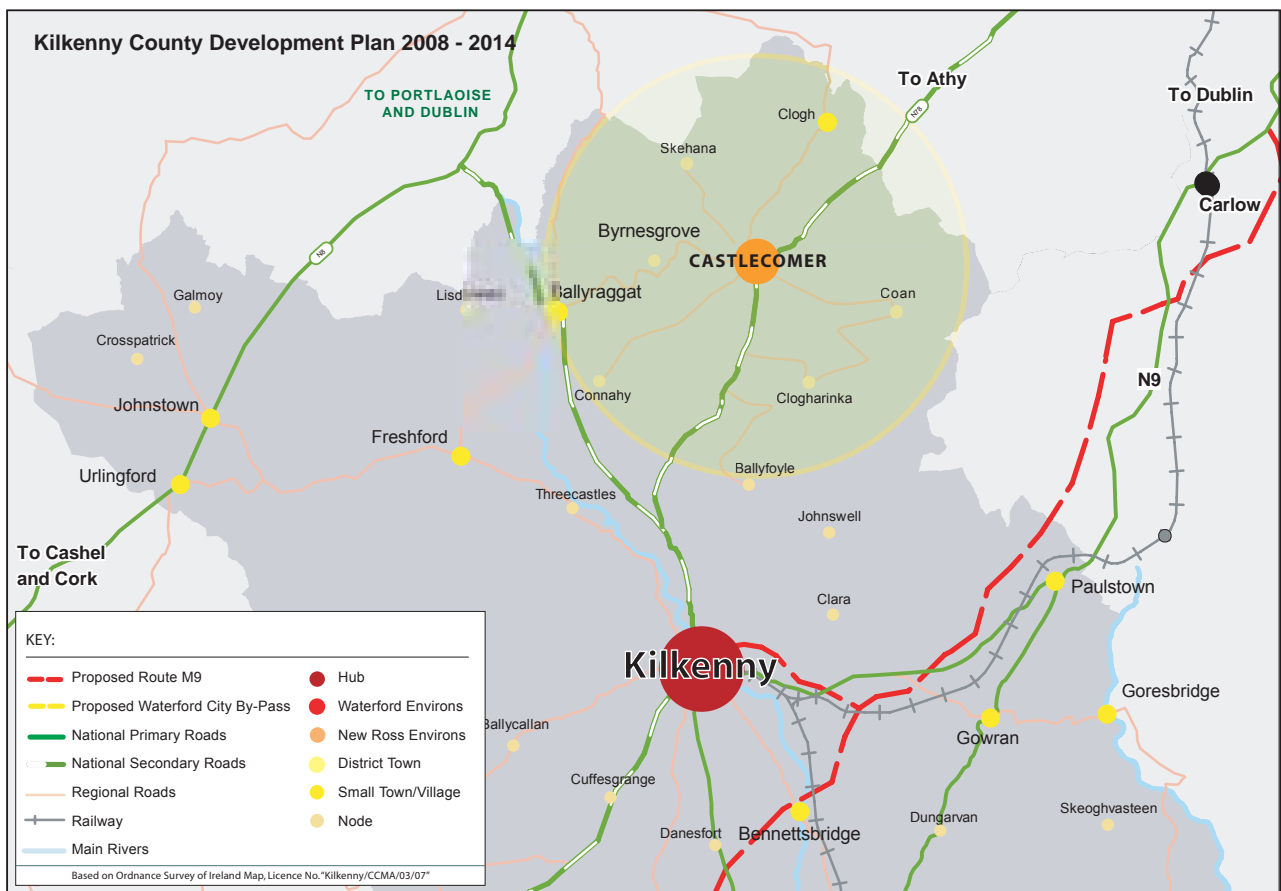 Kilkenny County Development Plan 2008 - 2014
To Athy
TO PORTLAOISE
AND DUBLIN
To Dublin
N78
Clogh
Skehana
Carlow
Byrnesgrove
N8
CASTLECOMER
Galmoy
Ballyraggat
Coan
Crosspatrick
N9
Connahy
Clogharinka
Johnstown
Freshford
Ballyfoyle
Urlingford
Threecastles
Johnswell
To Cashel
and Cork
Paulstown
Clara
Kilkenny
Goresbridge
Ballycallan
Gowran
Cuffesgrange
Skeoghvasteen
Dungarvan
Danesfort
Bennettsbridge
KEY:
Proposed Route M9
Proposed Waterford City By-Pass
National Primary Roads
National Secondary Roads
Regional Roads
Railway
Main Rivers
Hub
Waterford Environs
New Ross Environs
District Town
Small Town/Village
Node
Based on Ordnance Survey of Ireland Map, Licence No."Kilkenny/CCMA/03/07"